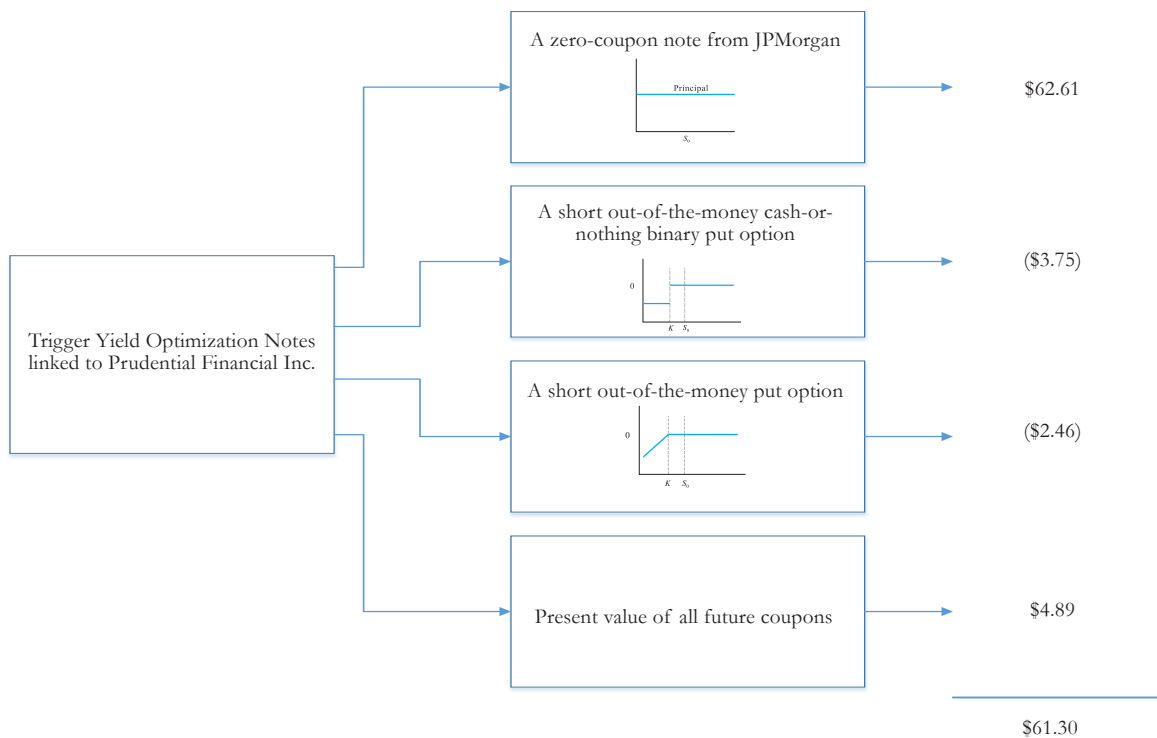 A zero-coupon note from JPMorgan
Principal
S₀
$62.61
A short out-of-the-money cash-or-
nothing binary put option
0
K
S₀
($3.75)
Trigger Yield Optimization Notes
linked to Prudential Financial Inc.
A short out-of-the-money put option
0
K
S₀
($2.46)
Present value of all future coupons
$4.89
$61.30